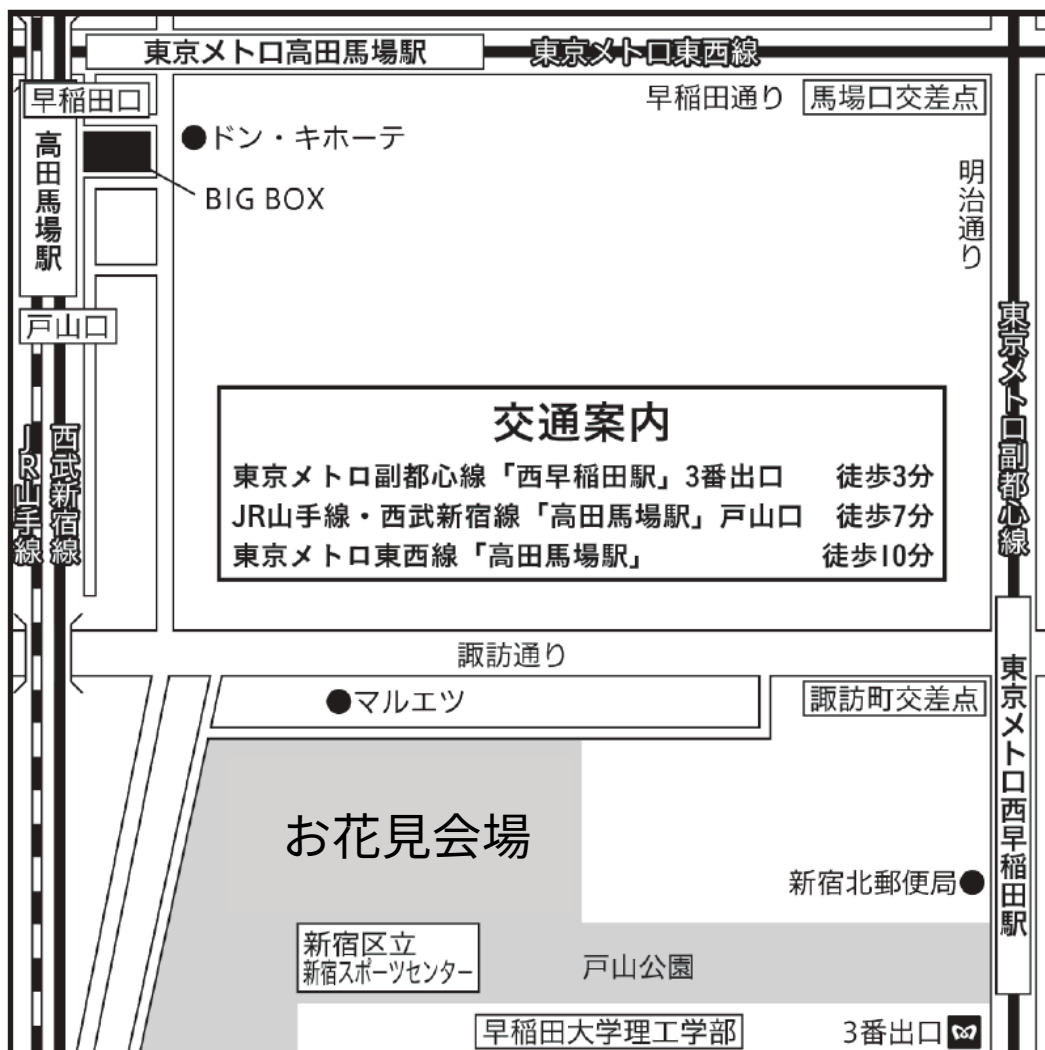 東京メトロ高田馬場駅
東京メトロ東西線
早稲田口
早稲田通り
馬場口交差点
●ドン・キホーテ
高田馬場駅
BIG BOX
明治通り
戸山口
東京メトロ副都心線
交通案内
東京メトロ副都心線「西早稲田駅」3番出口 徒歩3分
JR山手線・西武新宿線「高田馬場駅」戸山口 徒歩7分
東京メトロ東西線「高田馬場駅」 徒歩10分
JR山手線
西武新宿線
諏訪通り
●マルエツ
諏訪町交差点
東京メトロ西早稲田駅
お花見会場
新宿北郵便局●
新宿区立
新宿スポーツセンター
戸山公園
早稲田大学理工学部
3番出口